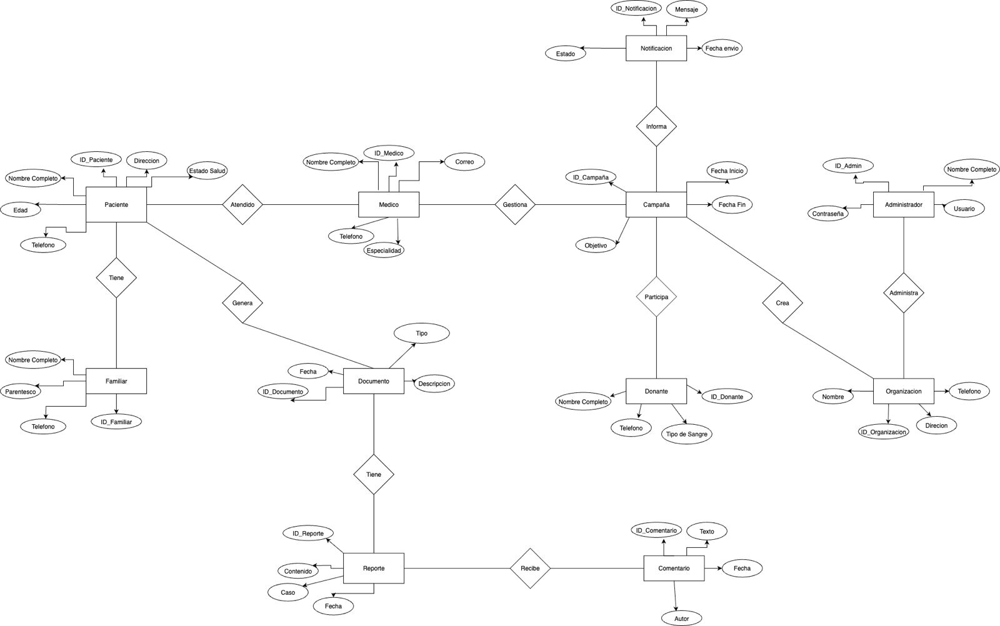 ID_Notificacion
Mensaje
Notificacion
Fecha envio
Estado
Informa
ID_Paciente
Direccion
Estado Salud
Nombre Completo
Paciente
Edad
Telefono
Atendido
ID_Medico
Nombre Completo
Correo
Medico
Telefono
Especialidad
Gestiona
ID_Campaña
Fecha Inicio
Campaña
Fecha Fin
Objetivo
ID_Admin
Nombre Completo
Administrador
Contraseña
Usuario
Tiene
Genera
Participa
Crea
Administra
Tipo
Nombre Completo
Familiar
Parentesco
Telefono
ID_Familiar
Fecha
Documento
Descripcion
ID_Documento
Donante
Nombre Completo
ID_Donante
Telefono
Tipo de Sangre
Nombre
Organizacion
Telefono
ID_Organizacion
Direcion
Tiene
ID_Reporte
Contenido
Reporte
Caso
Fecha
Recibe
ID_Comentario
Texto
Comentario
Fecha
Autor